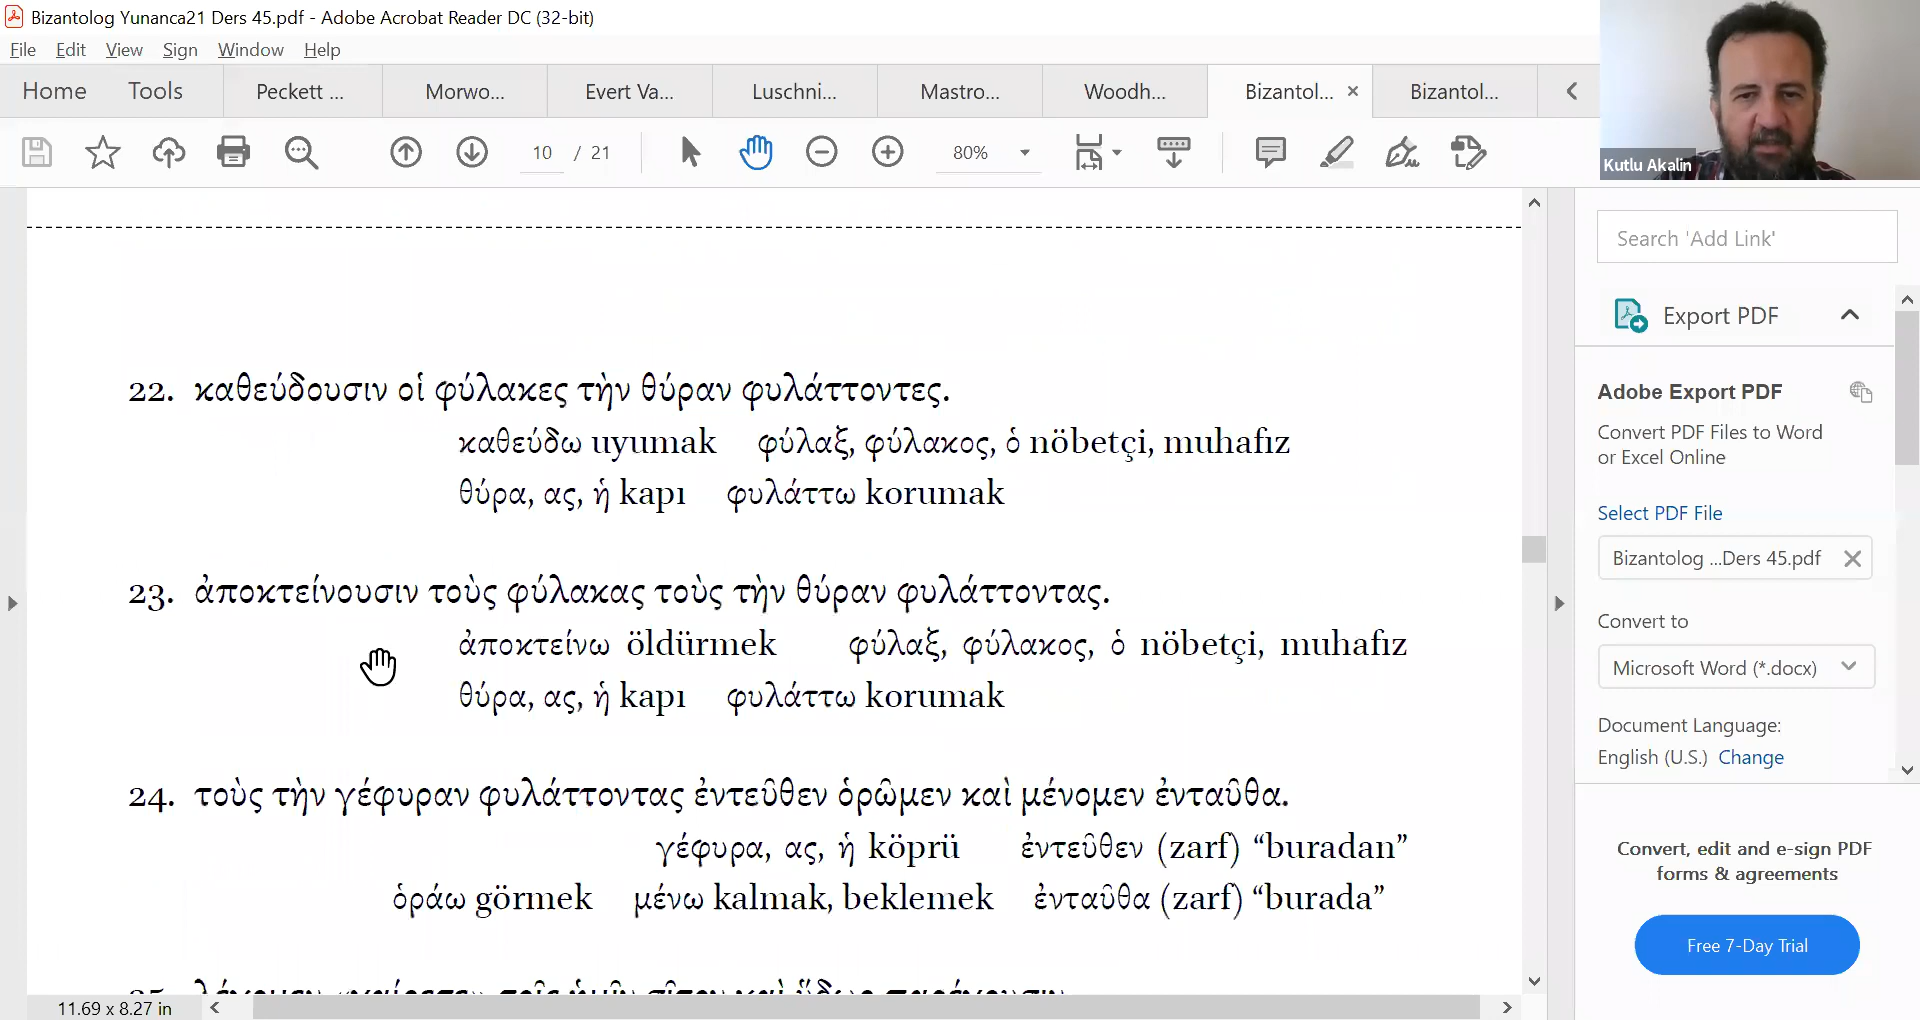 Bizantolog Yunanca21 Ders 45.pdf - Adobe Acrobat Reader DC (32-bit)
File Edit View Sign Window Help
Home Tools Peckett ... Morwo... Evert Va... Luschni... Mastro... Woodh... Bizantol... × Bizantol...
10 / 21 80%
Kutlu Akalin
22. καθεύδουσιν οἱ φύλακες τὴν θύραν φυλάττοντες.
καθεύδω uyumak φύλαξ, φύλακος, ὁ nöbetçi, muhafız
θύρα, ας, ἡ kapı φυλάττω korumak
23. ἀποκτείνουσιν τοὺς φύλακας τοὺς τὴν θύραν φυλάττοντας.
ἀποκτείνω öldürmek φύλαξ, φύλακος, ὁ nöbetçi, muhafız
θύρα, ας, ἡ kapı φυλάττω korumak
24. τοὺς τὴν γέφυραν φυλάττοντας ἐντεῦθεν ὁρῶμεν καὶ μένομεν ἐνταῦθα.
γέφυρα, ας, ἡ köprü ἐντεῦθεν (zarf) “buradan”
ὁράω görmek μένω kalmak, beklemek ἐνταῦθα (zarf) “burada”
11.69 x 8.27 in
Search 'Add Link'
Export PDF
Adobe Export PDF
Convert PDF Files to Word
or Excel Online
Select PDF File
Bizantolog ...Ders 45.pdf
Convert to
Microsoft Word (*.docx)
Document Language:
English (U.S.) Change
Convert, edit and e-sign PDF
forms & agreements
Free 7-Day Trial